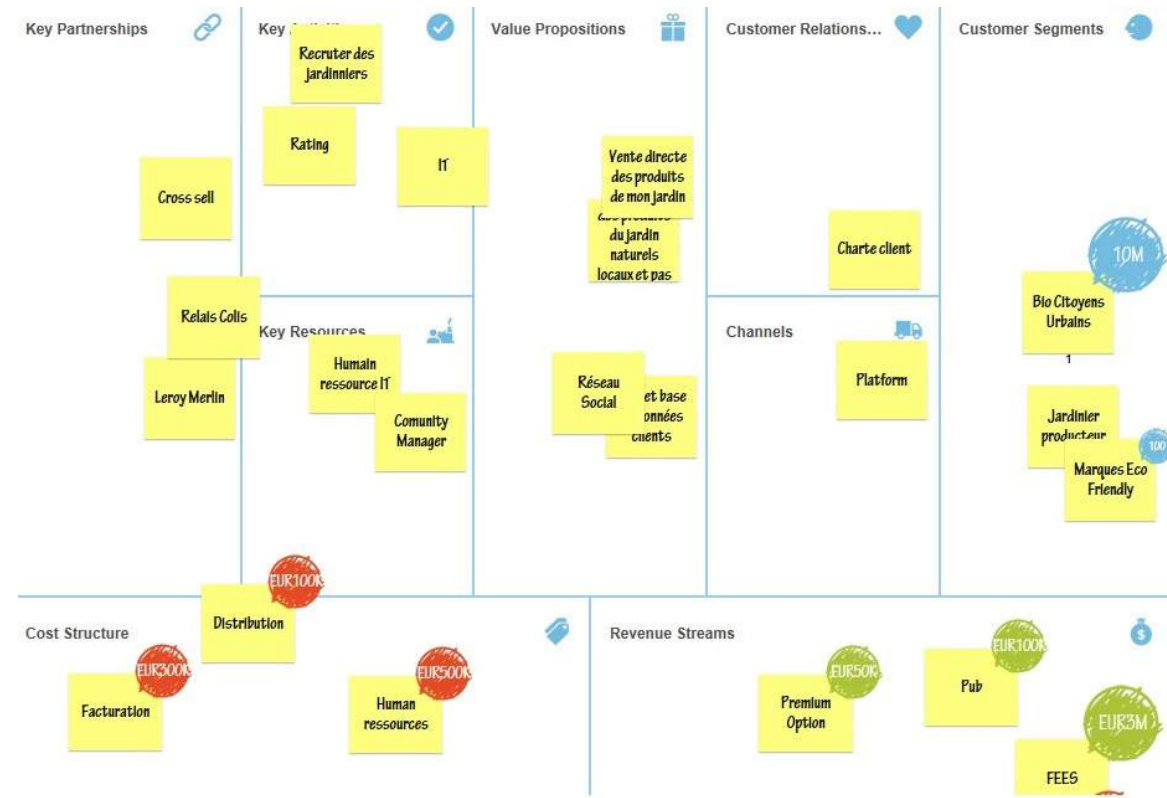 Key Partnerships
Cross sell
Relais Colis
Leroy Merlin
Key
Recruter des
jardinniers
Rating
IT
Key Resources
Humain
ressource IT
Comunity
Manager
Value Propositions
Vente directe
des produits
de mon jardin
du jardin
naturels
locaux et pas
Réseau
Social
et base
clients
Customer Relations...
Charte client
Channels
Platform
Customer Segments
10M
Bio Citoyens
Urbains
1
Jardinier
producteur
100
Marques Eco
Friendly
Cost Structure
EUR100K
Distribution
EUR300K
Facturation
EUR500K
Human
ressources
Revenue Streams
EUR50K
Premium
Option
EUR100K
Pub
EUR3M
FEES